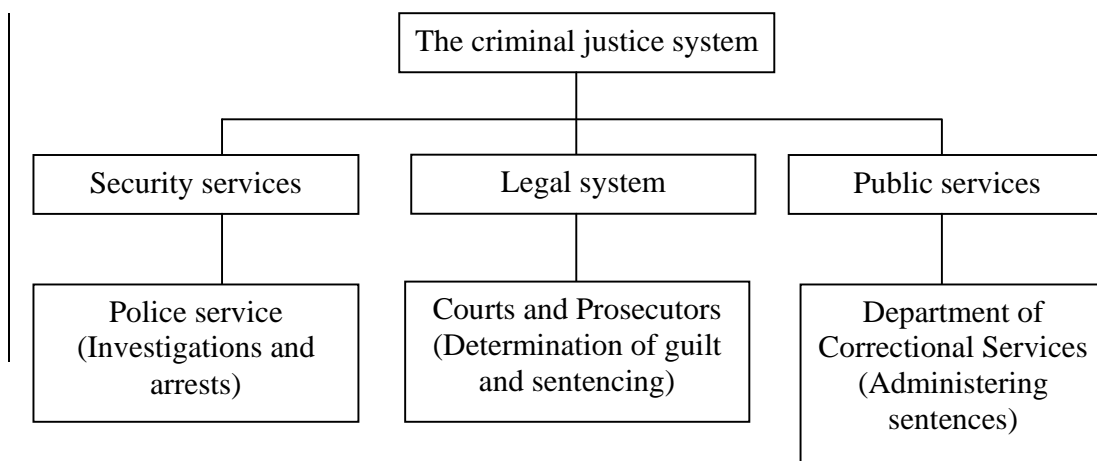 The criminal justice system
Security services
Legal system
Public services
Police service
(Investigations and
arrests)
Courts and Prosecutors
(Determination of guilt
and sentencing)
Department of
Correctional Services
(Administering
sentences)